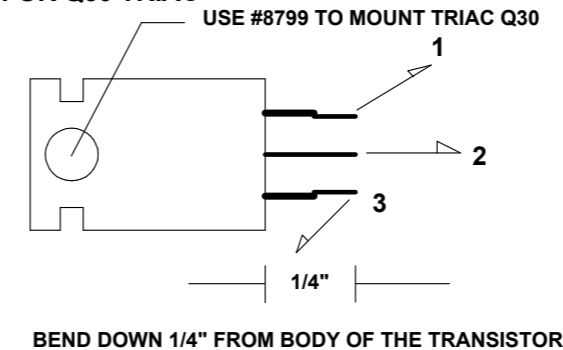 USE #8799 TO MOUNT TRIAC Q30
1
2
3
1/4"
BEND DOWN 1/4" FROM BODY OF THE TRANSISTOR